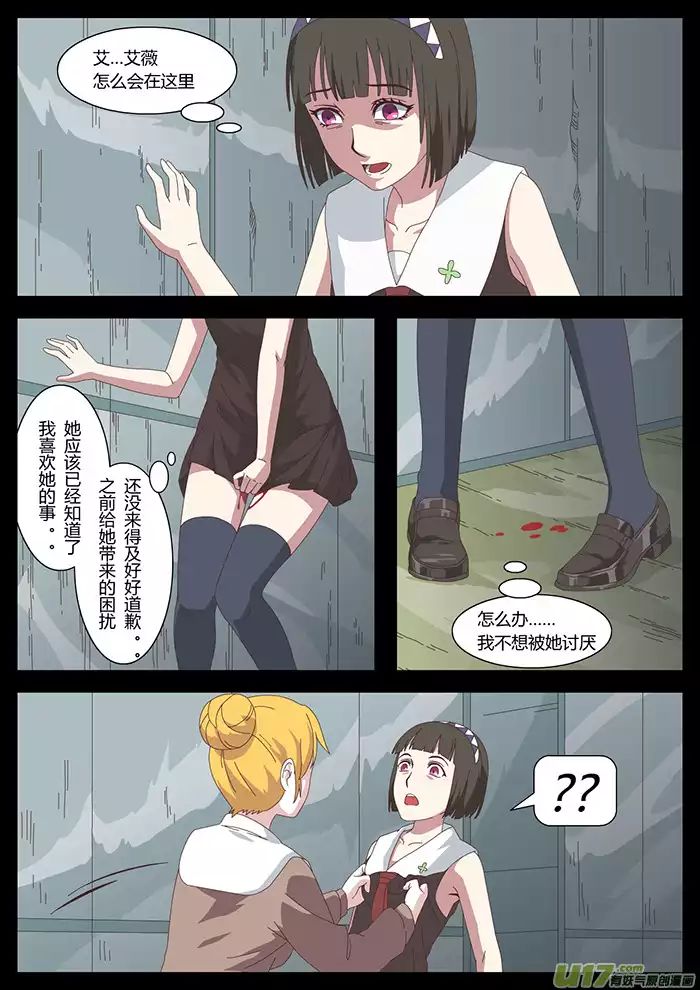 艾...艾薇
怎么会在这里
她应该已经知道了
我喜欢她的事。。
还没来得及好好道歉。。
之前给她带来的困扰
怎么办......
我不想被她讨厌
??
U17.com
有妖气原创漫画